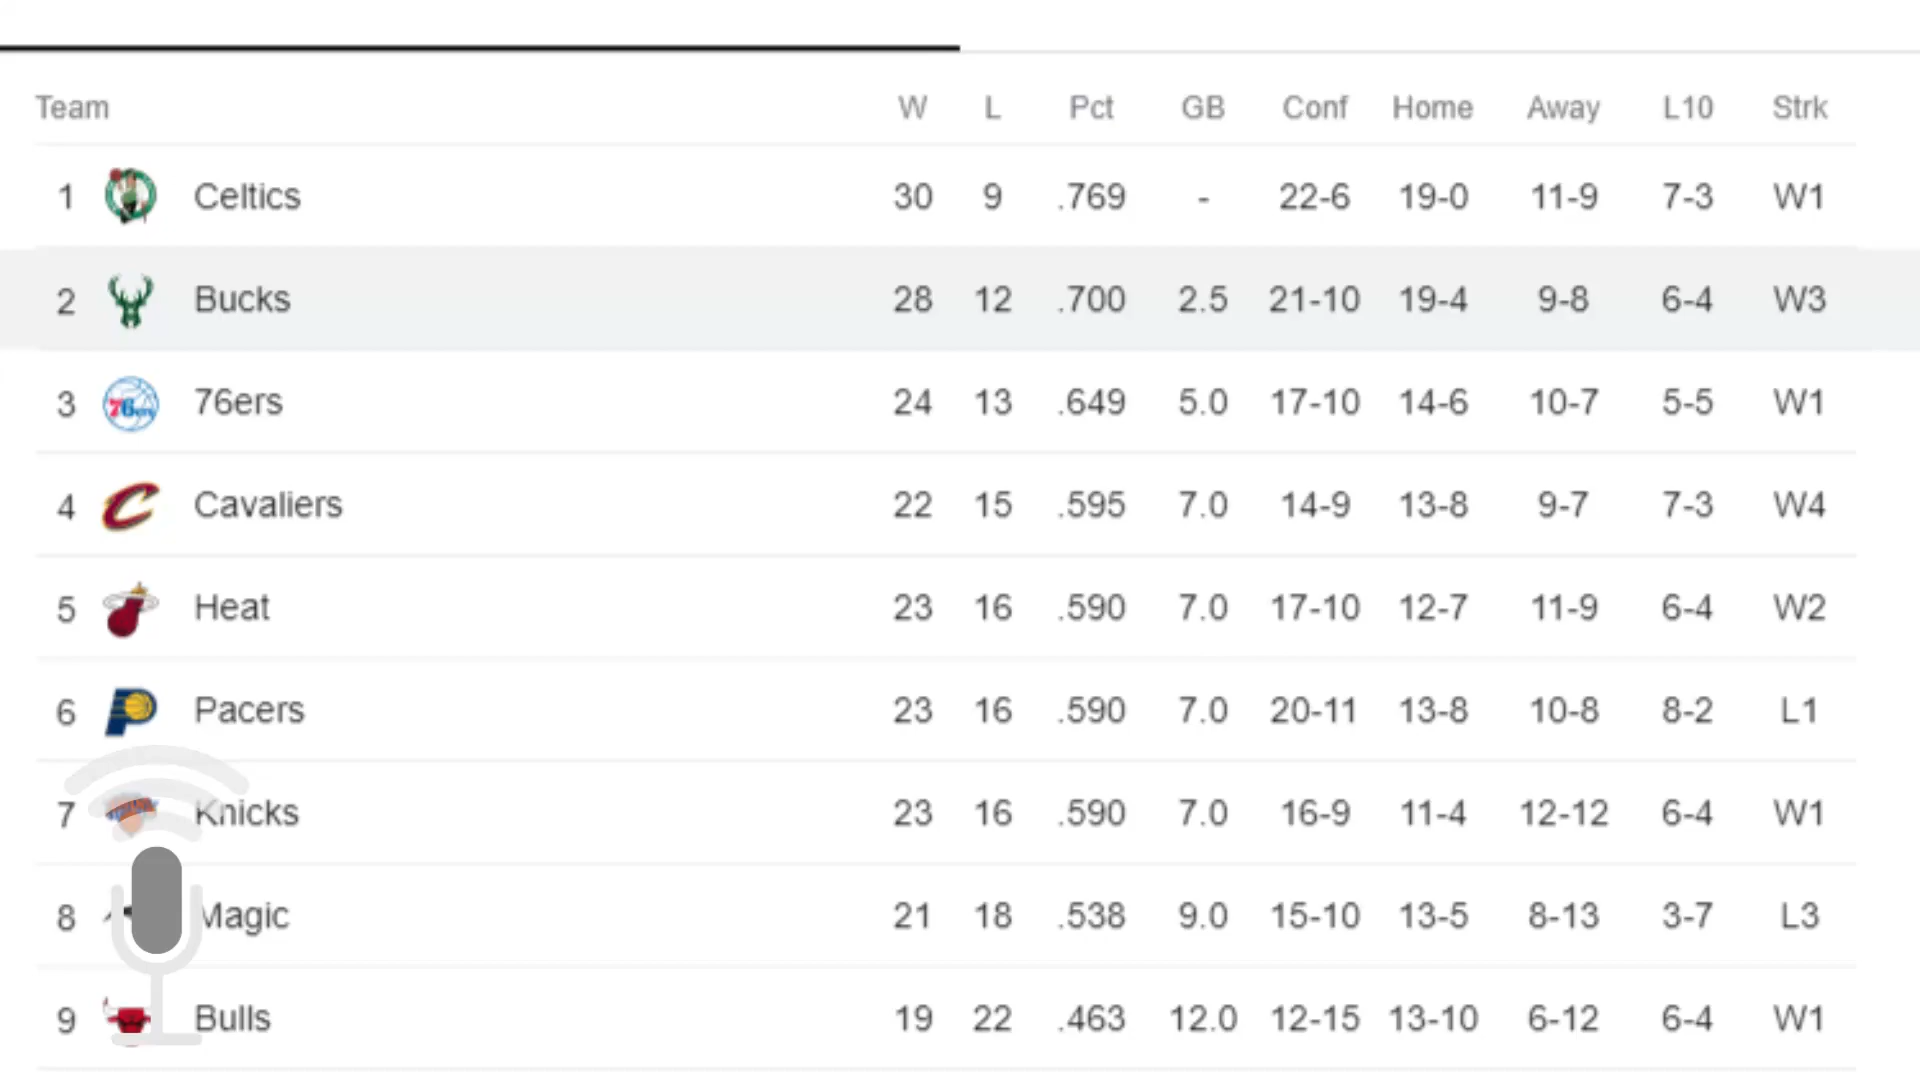 Team W L Pct GB Conf Home Away L10 Strk
1 Celtics 30 9 .769 - 22-6 19-0 11-9 7-3 W1
2 Bucks 28 12 .700 2.5 21-10 19-4 9-8 6-4 W3
3 76ers 76ers 24 13 .649 5.0 17-10 14-6 10-7 5-5 W1
4 Cavaliers 22 15 .595 7.0 14-9 13-8 9-7 7-3 W4
5 Heat 23 16 .590 7.0 17-10 12-7 11-9 6-4 W2
6 Pacers 23 16 .590 7.0 20-11 13-8 10-8 8-2 L1
7 Knicks 23 16 .590 7.0 16-9 11-4 12-12 6-4 W1
8 Magic 21 18 .538 9.0 15-10 13-5 8-13 3-7 L3
9 Bulls 19 22 .463 12.0 12-15 13-10 6-12 6-4 W1